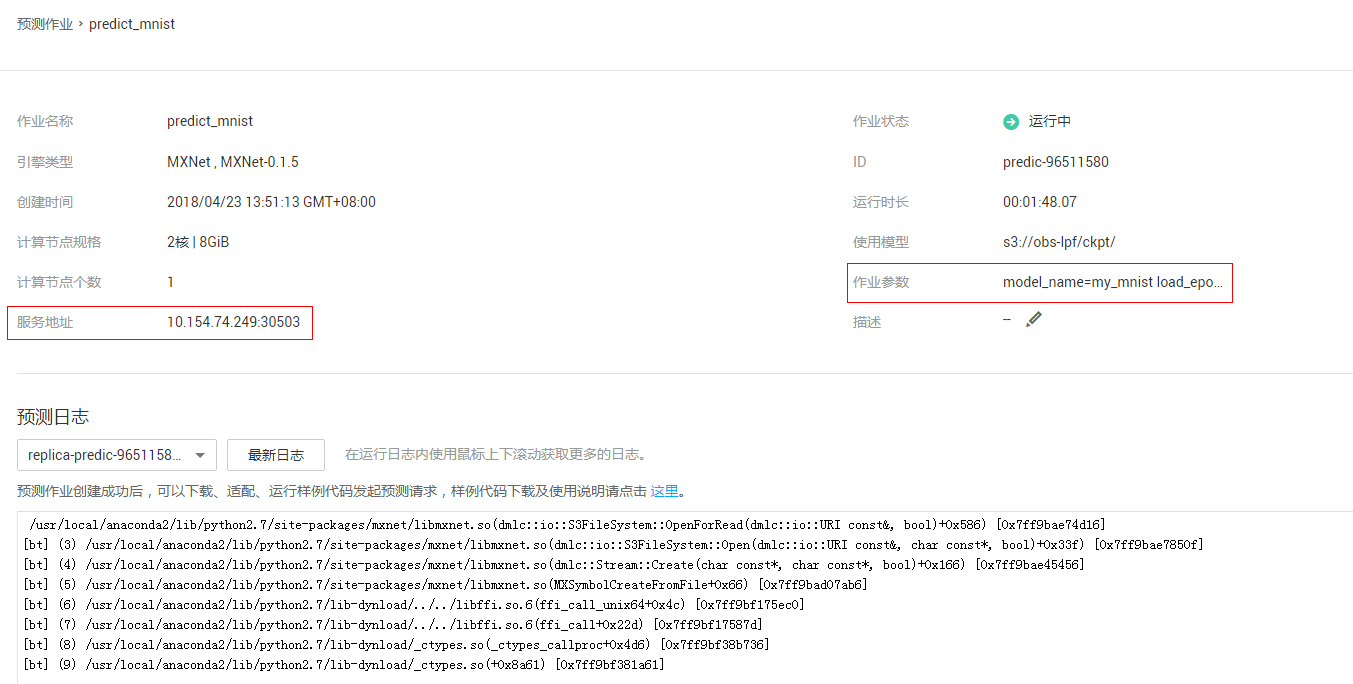 预测作业 › predict_mnist
作业名称 predict_mnist 作业状态 运行中
引擎类型 MXNet , MXNet-0.1.5 ID predic-96511580
创建时间 2018/04/23 13:51:13 GMT+08:00 运行时长 00:01:48.07
计算节点规格 2核 | 8GiB 使用模型 s3://obs-lpf/ckpt/
计算节点个数 1 作业参数 model_name=my_mnist load_epo...
服务地址 10.154.74.249:30503 描述 --
预测日志
replica-predic-9651158... 最新日志 在运行日志内使用鼠标上下滚动获取更多的日志。
预测作业创建成功后，可以下载、适配、运行样例代码发起预测请求，样例代码下载及使用说明请点击 这里。
/usr/local/anaconda2/lib/python2.7/site-packages/mxnet/libmxnet.so(dmlc::io::S3FileSystem::OpenForRead(dmlc::io::URI const&, bool)+0x586) [0x7ff9bae74d16]
[bt] (3) /usr/local/anaconda2/lib/python2.7/site-packages/mxnet/libmxnet.so(dmlc::io::S3FileSystem::Open(dmlc::io::URI const&, char const*, bool)+0x33f) [0x7ff9bae7850f]
[bt] (4) /usr/local/anaconda2/lib/python2.7/site-packages/mxnet/libmxnet.so(dmlc::Stream::Create(char const*, char const*, bool)+0x166) [0x7ff9bae45456]
[bt] (5) /usr/local/anaconda2/lib/python2.7/site-packages/mxnet/libmxnet.so(MXSymbolCreateFromFile+0x66) [0x7ff9bad07ab6]
[bt] (6) /usr/local/anaconda2/lib/python2.7/lib-dynload/../../libffi.so.6(ffi_call_unix64+0x4c) [0x7ff9bf175ec0]
[bt] (7) /usr/local/anaconda2/lib/python2.7/lib-dynload/../../libffi.so.6(ffi_call+0x22d) [0x7ff9bf17587d]
[bt] (8) /usr/local/anaconda2/lib/python2.7/lib-dynload/_ctypes.so(_ctypes_callproc+0x4d6) [0x7ff9bf38b736]
[bt] (9) /usr/local/anaconda2/lib/python2.7/lib-dynload/_ctypes.so(+0x8a61) [0x7ff9bf381a61]